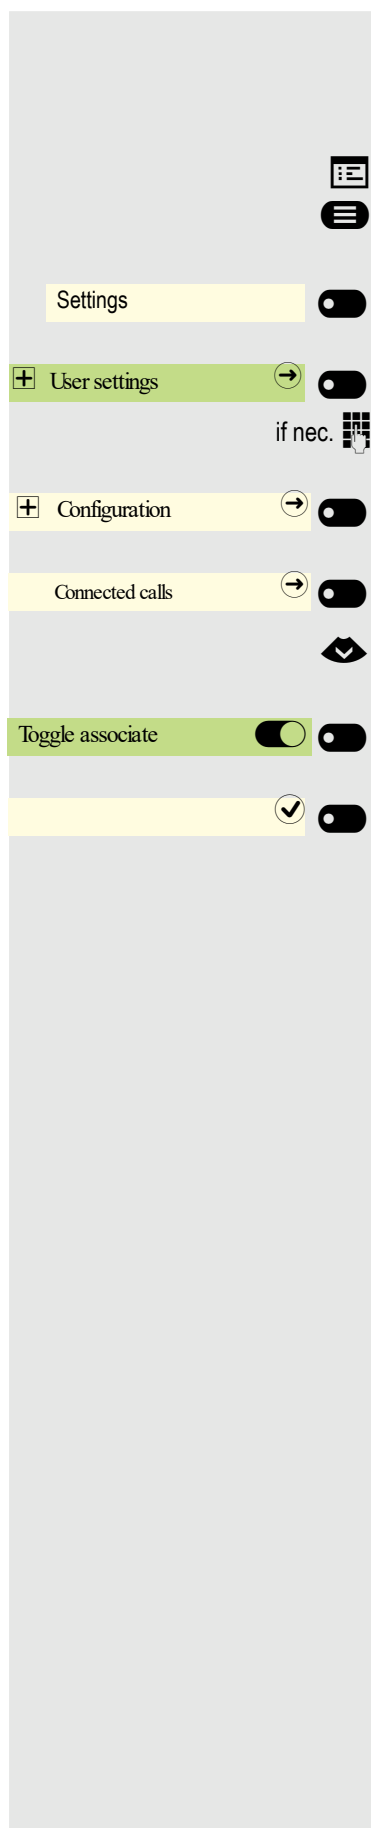 Settings
User settings
if nec.
Configuration
Connected calls
Toggle associate